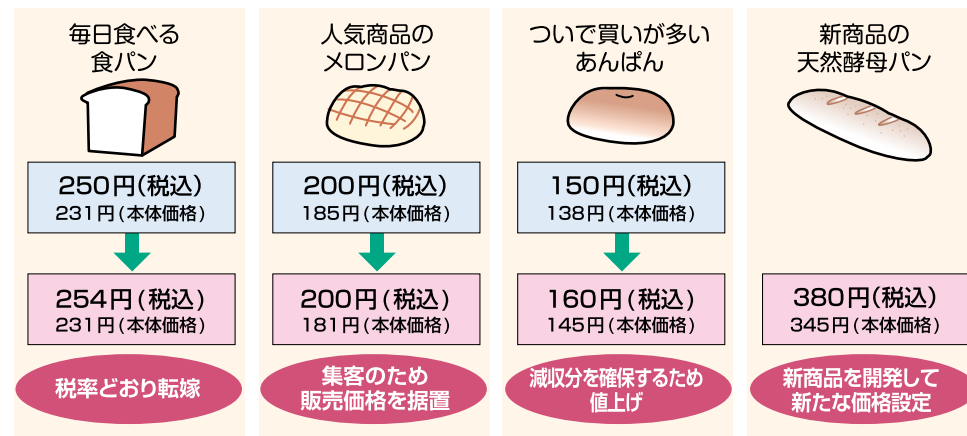 毎日食べる
食パン
250円(税込)
231円(本体価格)
254円(税込)
231円(本体価格)
税率どおり転嫁
人気商品の
メロンパン
200円(税込)
185円(本体価格)
200円(税込)
181円(本体価格)
集客のため
販売価格を据置
ついで買いが多い
あんぱん
150円(税込)
138円(本体価格)
160円(税込)
145円(本体価格)
減収分を確保するため
値上げ
新商品の
天然酵母パン
380円(税込)
345円(本体価格)
新商品を開発して
新たな価格設定